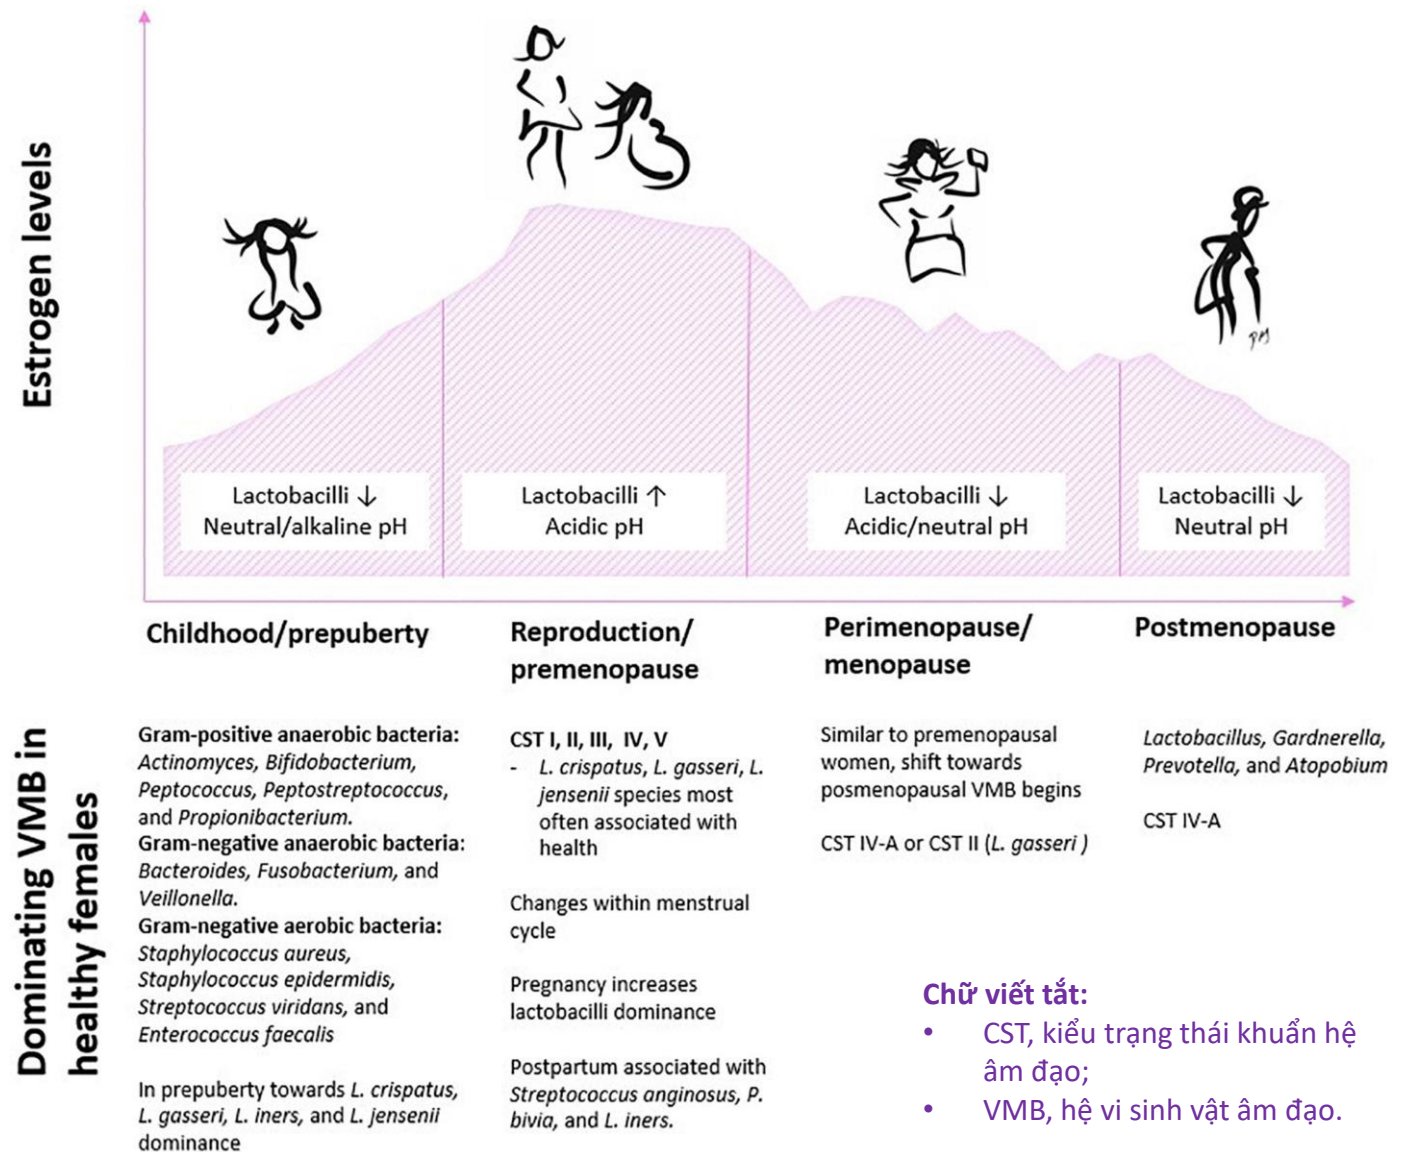 Estrogen levels
Lactobacilli ↓
Neutral/alkaline pH
Lactobacilli ↑
Acidic pH
Lactobacilli ↓
Acidic/neutral pH
Lactobacilli ↓
Neutral pH
Childhood/prepuberty
Reproduction/
premenopause
Perimenopause/
menopause
Postmenopause
Dominating VMB in
healthy females
Gram-positive anaerobic bacteria:
Actinomyces, Bifidobacterium,
Peptococcus, Peptostreptococcus,
and Propionibacterium.
Gram-negative anaerobic bacteria:
Bacteroides, Fusobacterium, and
Veillonella.
Gram-negative aerobic bacteria:
Staphylococcus aureus,
Staphylococcus epidermidis,
Streptococcus viridans, and
Enterococcus faecalis
In prepuberty towards L. crispatus,
L. gasseri, L. iners, and L. jensenii
dominance
CST I, II, III, IV, V
- L. crispatus, L. gasseri, L.
jensenii species most
often associated with
health
Changes within menstrual
cycle
Pregnancy increases
lactobacilli dominance
Postpartum associated with
Streptococcus anginosus, P.
bivia, and L. iners.
Similar to premenopausal
women, shift towards
posmenopausal VMB begins
CST IV-A or CST II (L. gasseri )
Lactobacillus, Gardnerella,
Prevotella, and Atopobium
CST IV-A
Chữ viết tắt:
• CST, kiểu trạng thái khuẩn hệ
âm đạo;
• VMB, hệ vi sinh vật âm đạo.